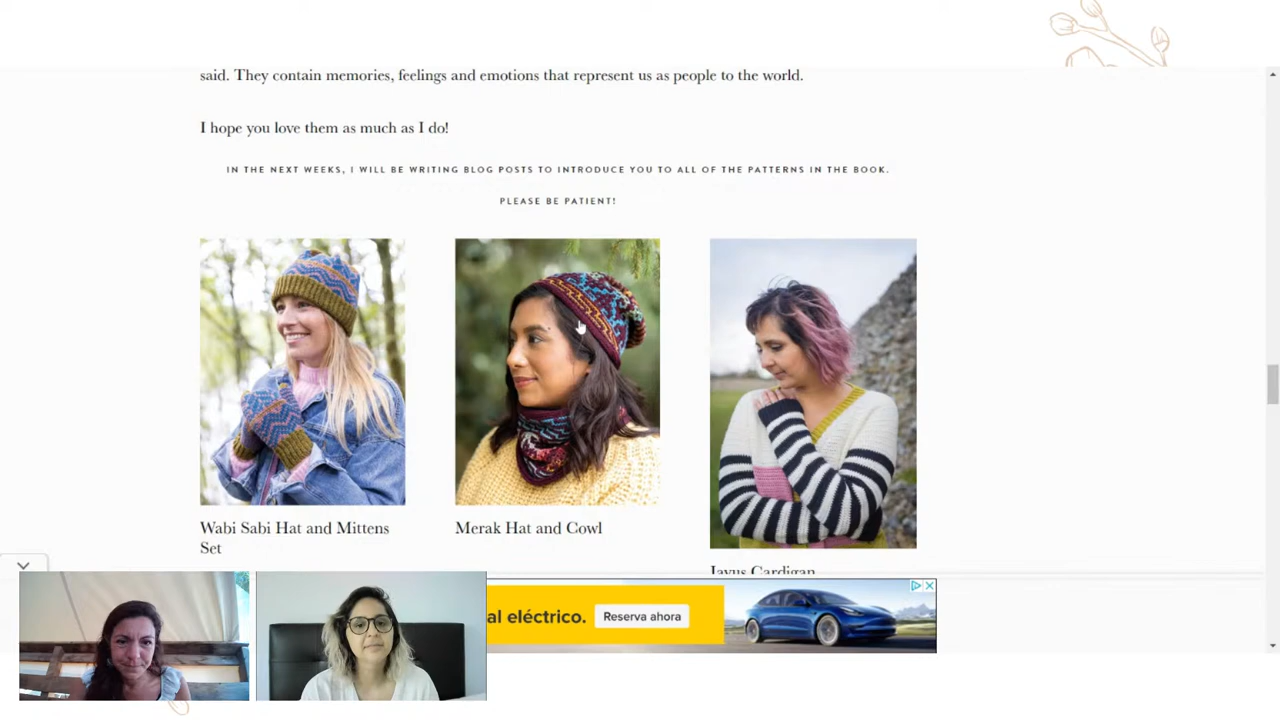 said. They contain memories, feelings and emotions that represent us as people to the world.
I hope you love them as much as I do!
IN THE NEXT WEEKS, I WILL BE WRITING BLOG POSTS TO INTRODUCE YOU TO ALL OF THE PATTERNS IN THE BOOK.
PLEASE BE PATIENT!
Wabi Sabi Hat and Mittens
Set
Merak Hat and Cowl
Jayus Cardigan
al eléctrico.
Reserva ahora